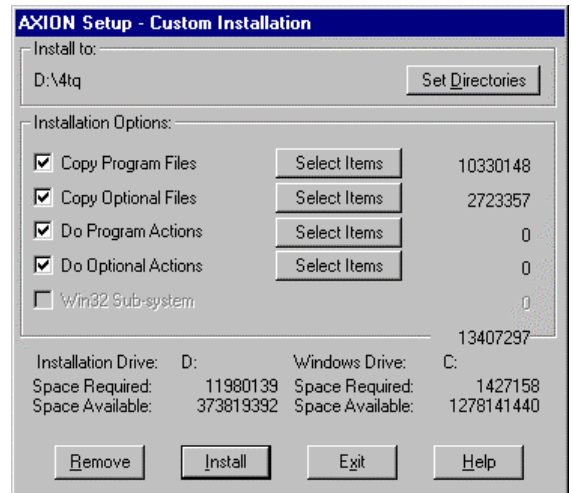 AXION Setup - Custom Installation
Install to:
D:\4tq Set Directories
Installation Options:
Copy Program Files Select Items 10330148
Copy Optional Files Select Items 2723357
Do Program Actions Select Items 0
Do Optional Actions Select Items 0
Win32 Sub-system 0
13407297
Installation Drive: D: Windows Drive: C:
Space Required: 11980139 Space Required: 1427158
Space Available: 373819392 Space Available: 1278141440
Remove Install Exit Help